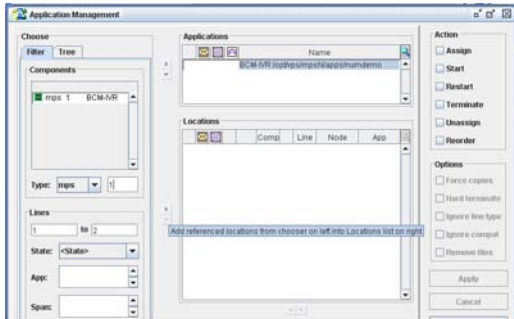 Application Management
Choose
Filter Tree
Components
mps 1 BCM-IVR
Type: mps 1
Lines
1 to 2
State: <State>
App:
Span:
Applications
Name
BCM-IVR:/opt/vps/mpsN/apps/numdemo
Locations
Comp Line Node App
Add referenced locations from chooser on left into Locations list on right
Action
Assign
Start
Restart
Terminate
Unassign
Reorder
Options
Force copies
Hard terminate
Ignore line type
Ignore compat
Remove files
Apply
Cancel